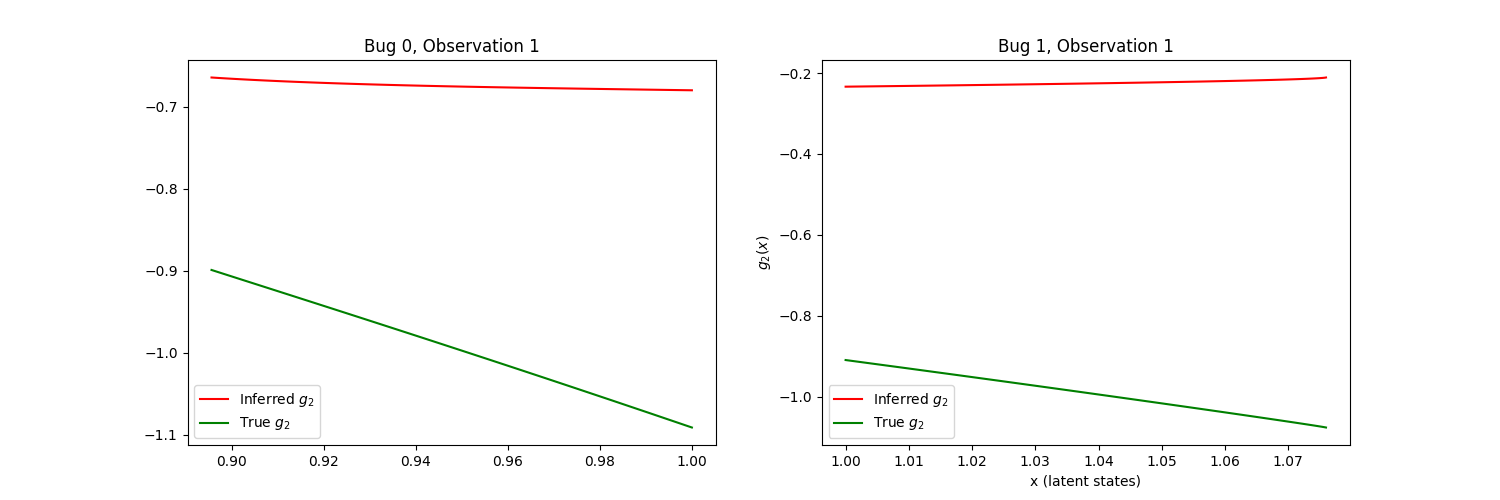 Bug 0, Observation 1
−0.7
−0.8
−0.9
−1.0
−1.1
Inferred g₂
True g₂
0.90 0.92 0.94 0.96 0.98 1.00
Bug 1, Observation 1
g₂(x)
−0.2
−0.4
−0.6
−0.8
−1.0
Inferred g₂
True g₂
1.00 1.01 1.02 1.03 1.04 1.05 1.06 1.07
x (latent states)